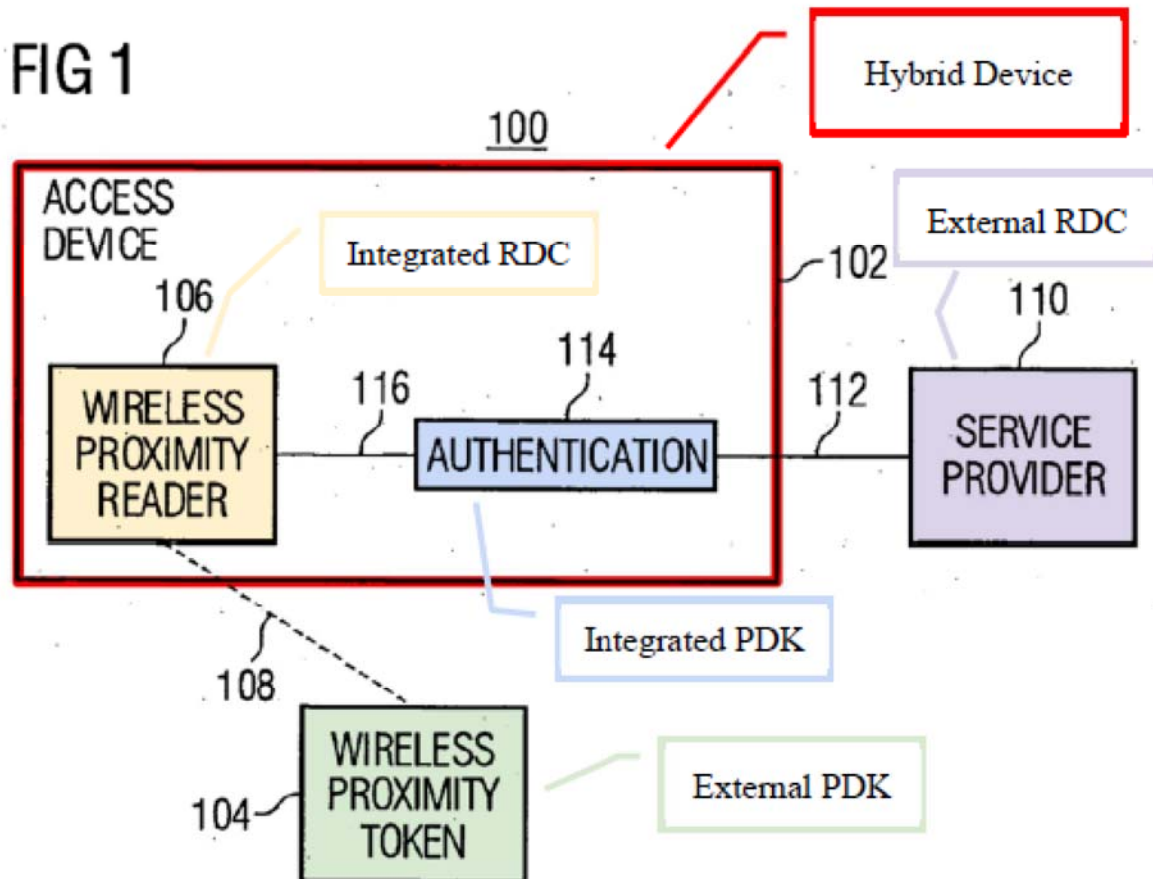 FIG 1
Hybrid Device
100
ACCESS
DEVICE
Integrated RDC
External RDC
102
106
114
110
WIRELESS
PROXIMITY
READER
116
AUTHENTICATION
112
SERVICE
PROVIDER
Integrated PDK
108
WIRELESS
PROXIMITY
TOKEN
104
External PDK